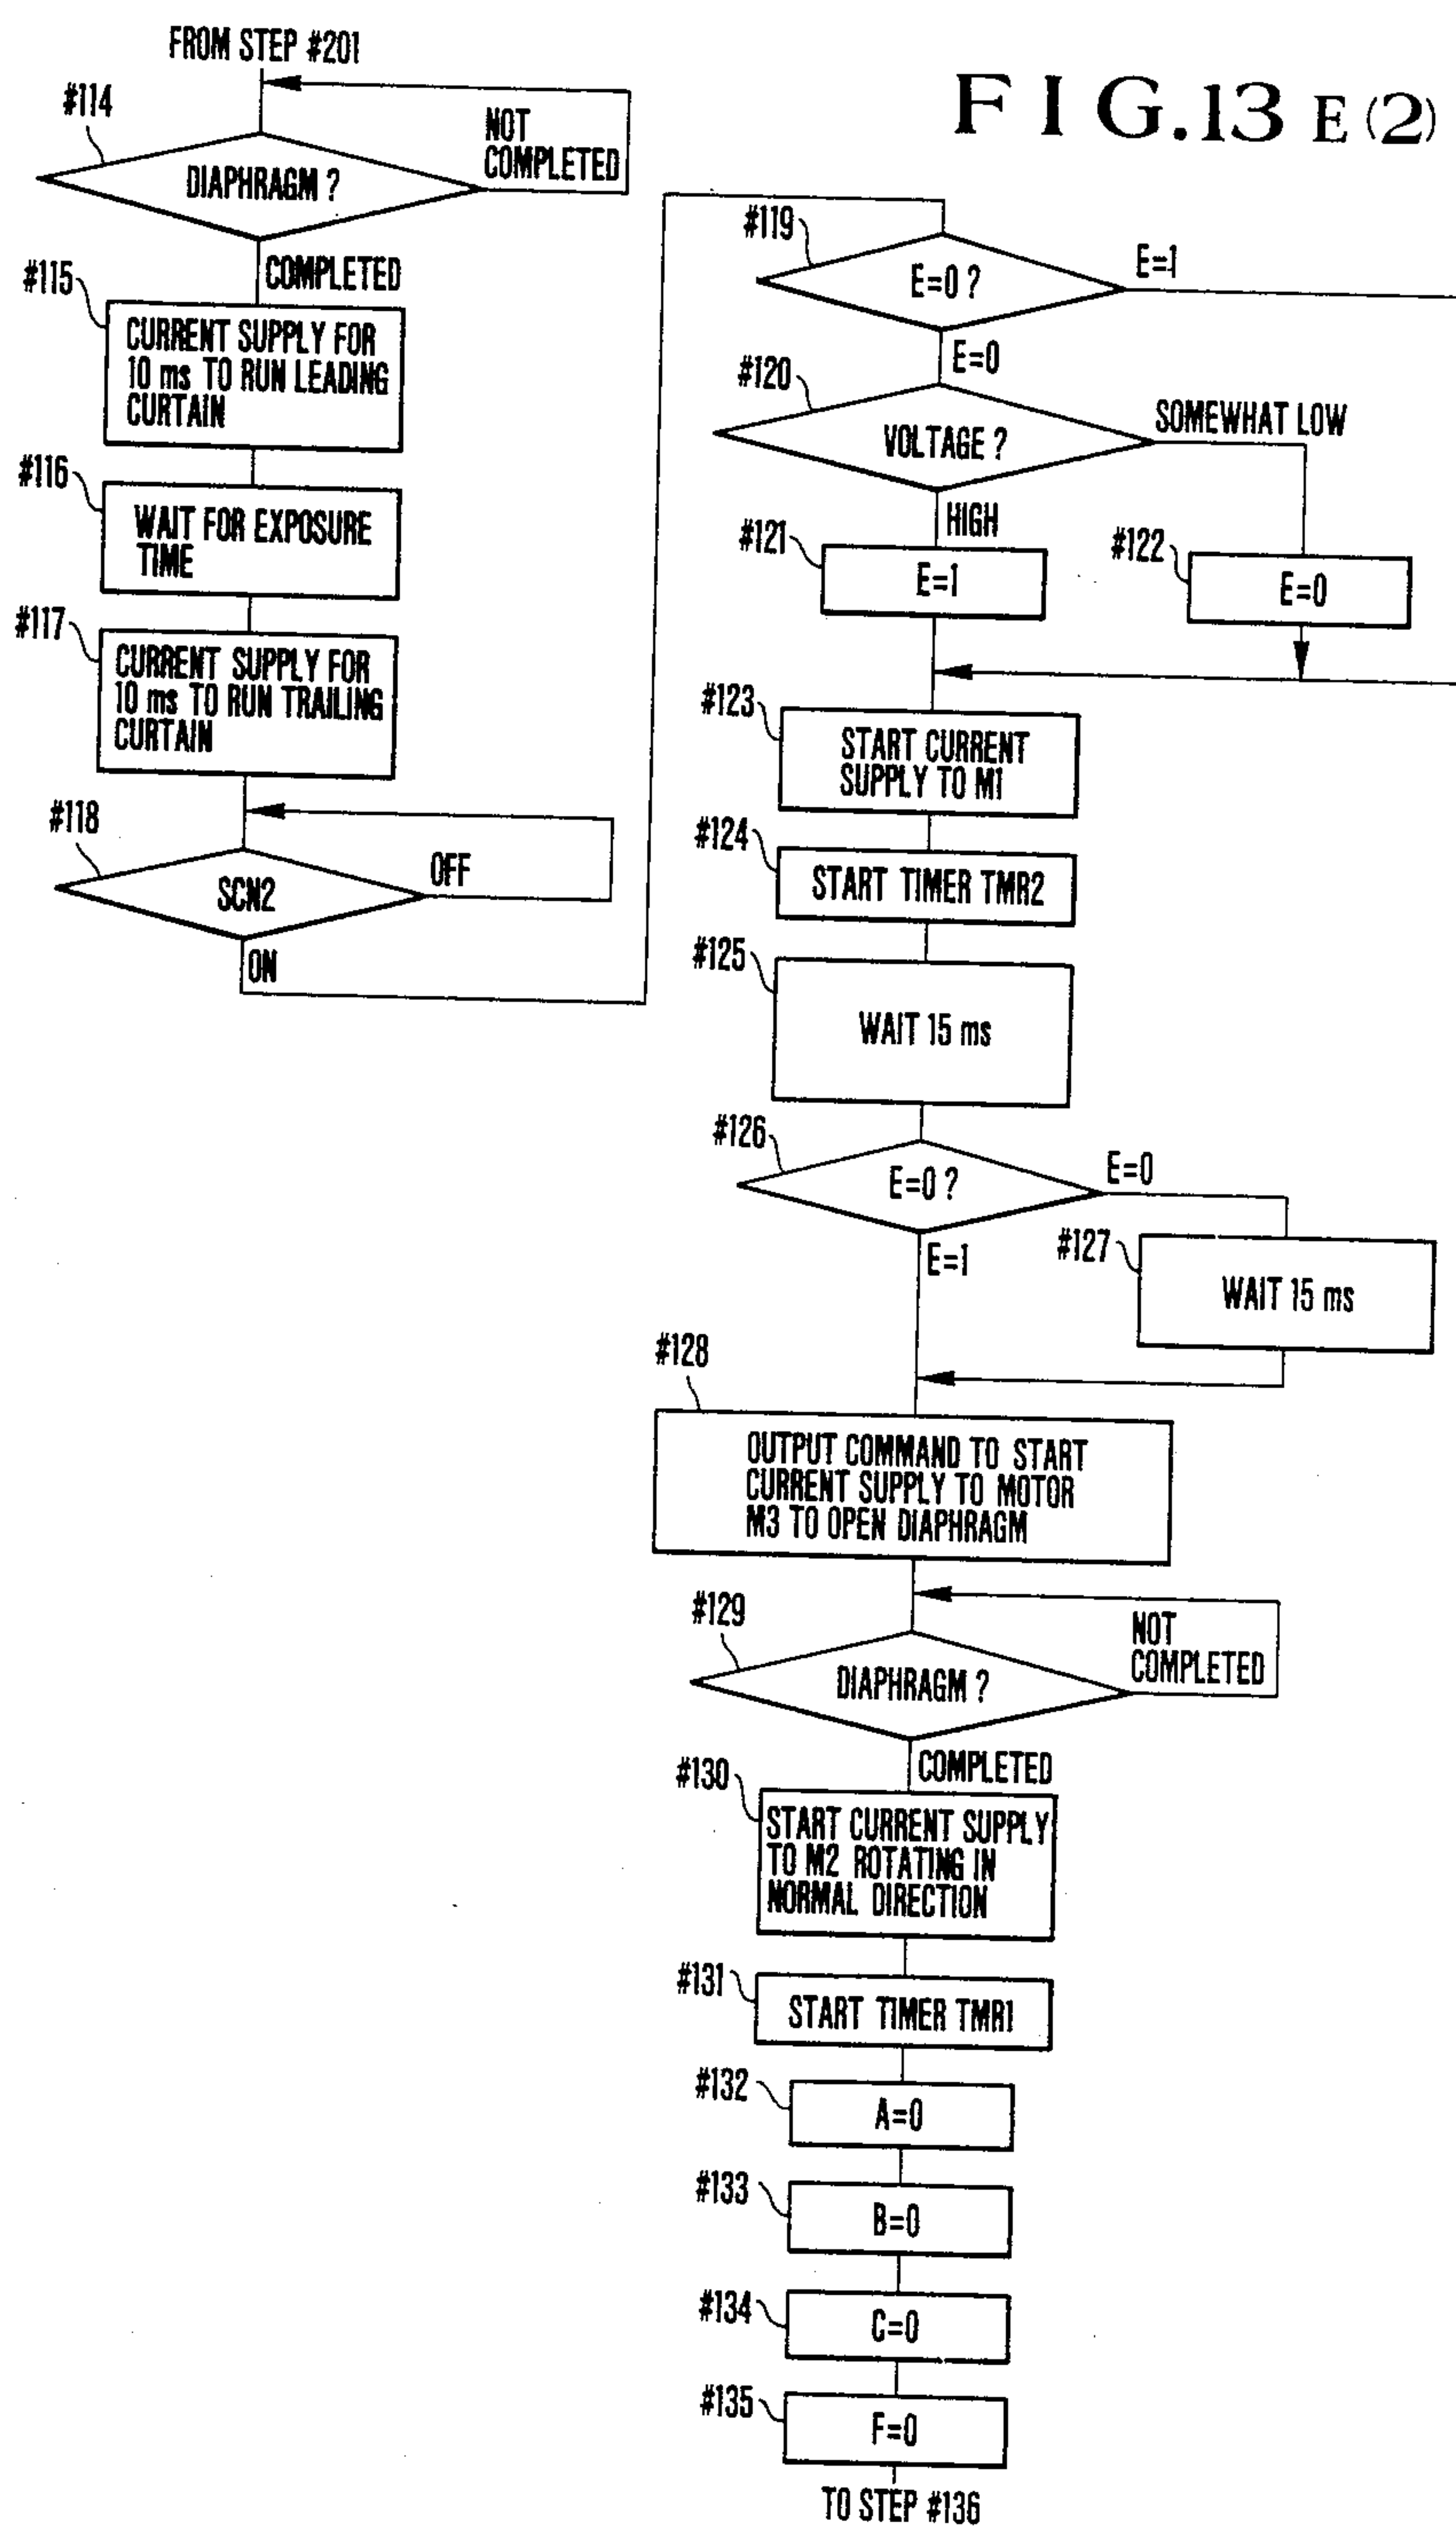 FIG.13 E(2)
FROM STEP #201
#114
DIAPHRAGM ?
NOT
COMPLETED
COMPLETED
#115
CURRENT SUPPLY FOR
10 ms TO RUN LEADING
CURTAIN
#116
WAIT FOR EXPOSURE
TIME
#117
CURRENT SUPPLY FOR
10 ms TO RUN TRAILING
CURTAIN
#118
SCN2
OFF
ON
#119
E=0 ?
E=1
E=0
#120
VOLTAGE ?
SOMEWHAT LOW
HIGH
#121
E=1
#122
E=0
#123
START CURRENT
SUPPLY TO M1
#124
START TIMER TMR2
#125
WAIT 15 ms
#126
E=0 ?
E=0
E=1
#127
WAIT 15 ms
#128
OUTPUT COMMAND TO START
CURRENT SUPPLY TO MOTOR
M3 TO OPEN DIAPHRAGM
#129
DIAPHRAGM ?
NOT
COMPLETED
COMPLETED
#130
START CURRENT SUPPLY
TO M2 ROTATING IN
NORMAL DIRECTION
#131
START TIMER TMR1
#132
A=0
#133
B=0
#134
C=0
#135
F=0
TO STEP #136